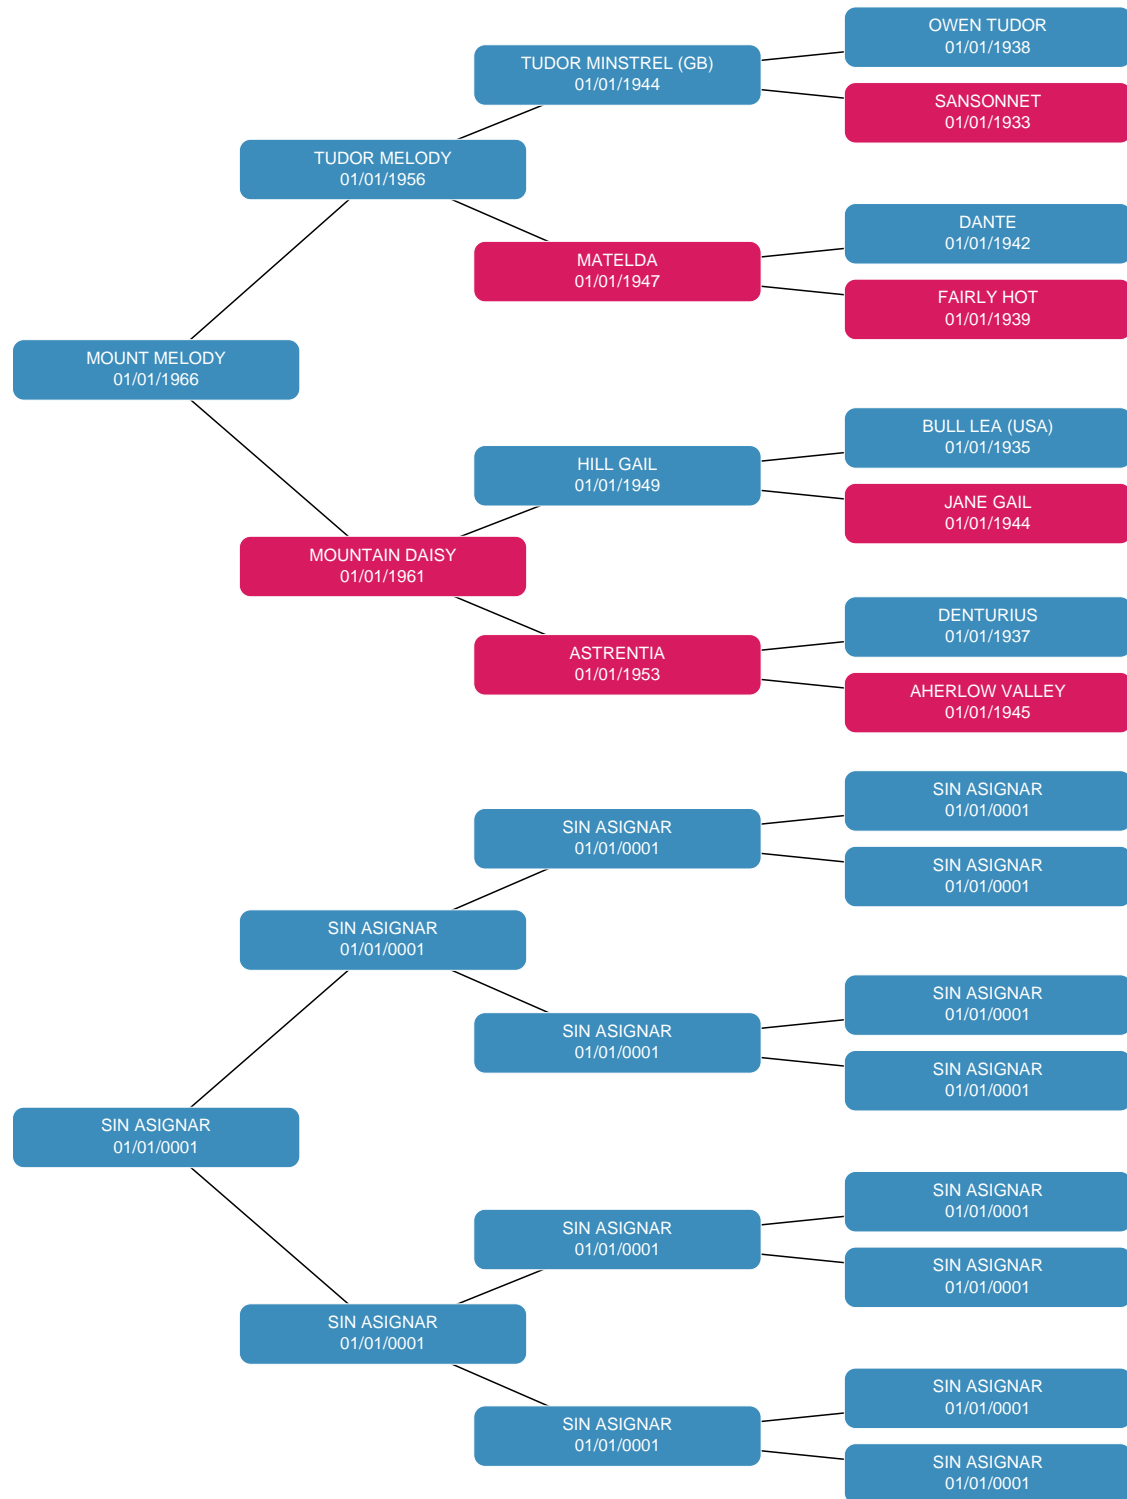 OWEN TUDOR
01/01/1938
TUDOR MINSTREL (GB)
01/01/1944
SANSONNET
01/01/1933
TUDOR MELODY
01/01/1956
DANTE
01/01/1942
MATELDA
01/01/1947
FAIRLY HOT
01/01/1939
MOUNT MELODY
01/01/1966
BULL LEA (USA)
01/01/1935
HILL GAIL
01/01/1949
JANE GAIL
01/01/1944
MOUNTAIN DAISY
01/01/1961
DENTURIUS
01/01/1937
ASTRENTIA
01/01/1953
AHERLOW VALLEY
01/01/1945
SIN ASIGNAR
01/01/0001
SIN ASIGNAR
01/01/0001
SIN ASIGNAR
01/01/0001
SIN ASIGNAR
01/01/0001
SIN ASIGNAR
01/01/0001
SIN ASIGNAR
01/01/0001
SIN ASIGNAR
01/01/0001
SIN ASIGNAR
01/01/0001
SIN ASIGNAR
01/01/0001
SIN ASIGNAR
01/01/0001
SIN ASIGNAR
01/01/0001
SIN ASIGNAR
01/01/0001
SIN ASIGNAR
01/01/0001
SIN ASIGNAR
01/01/0001
SIN ASIGNAR
01/01/0001